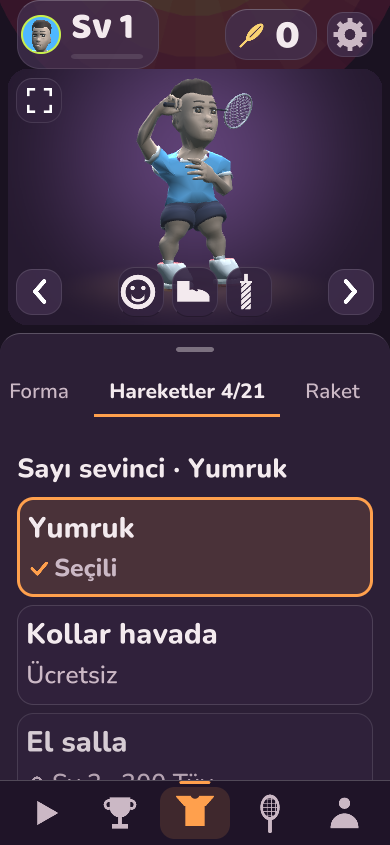 Sv 1
0
Forma
Hareketler 4/21
Raket
Sayı sevinci · Yumruk
Yumruk
Seçili
Kollar havada
Ücretsiz
El salla